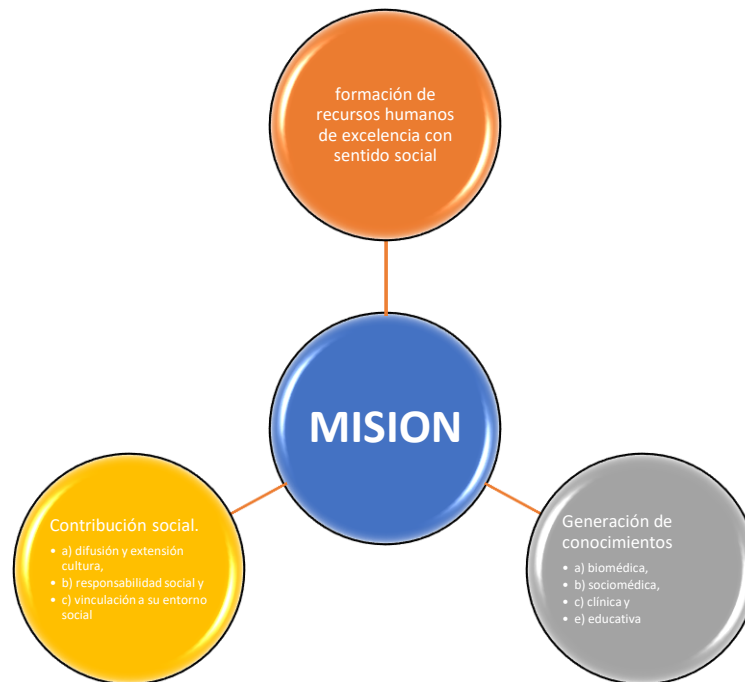 formación de
recursos humanos
de excelencia con
sentido social
MISION
Contribución social.
• a) difusión y extensión
cultura,
• b) responsabilidad social y
• c) vinculación a su entorno
social
Generación de
conocimientos
• a) biomédica,
• b) sociomédica,
• c) clínica y
• e) educativa